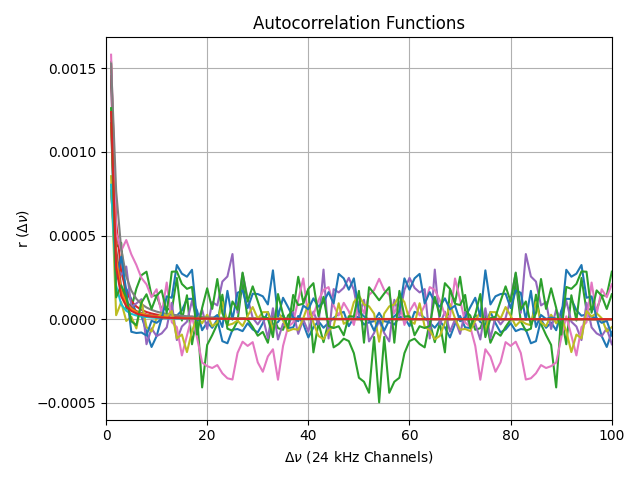 Autocorrelation Functions
r (Δν)
0.0015
0.0010
0.0005
0.0000
−0.0005
0 20 40 60 80 100
Δν (24 kHz Channels)